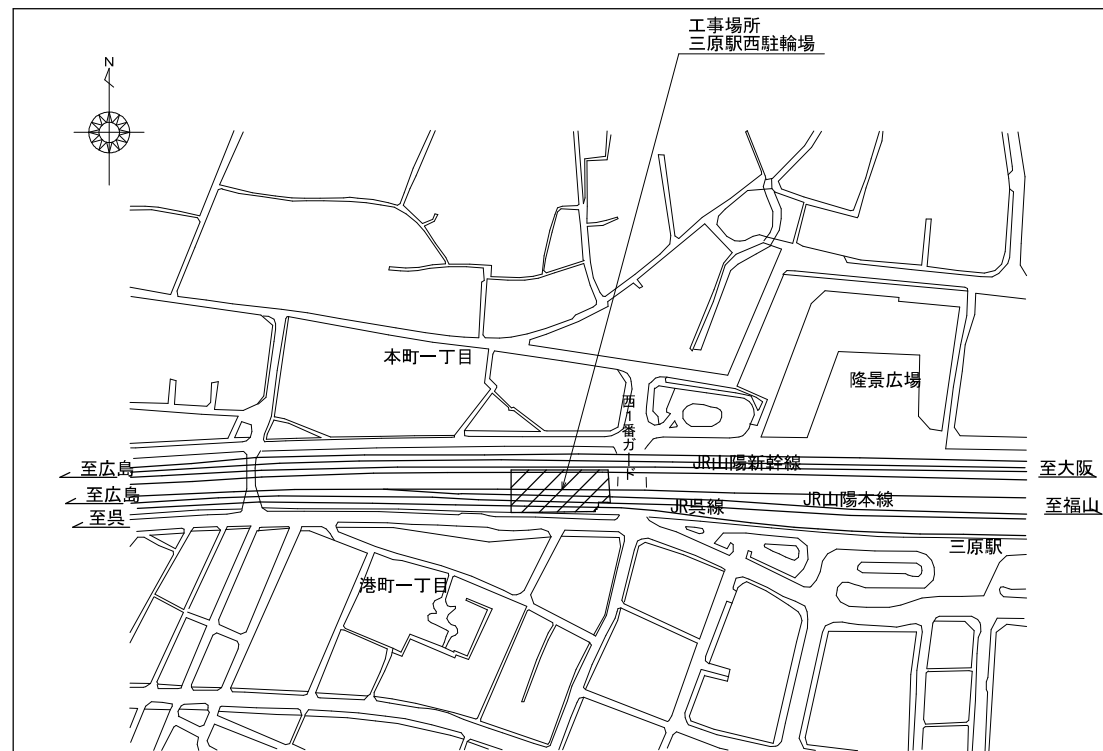 工事場所
三原駅西駐輪場
N
本町一丁目
隆景広場
西1番ガード
JR山陽新幹線
至広島
至大阪
至広島
JR呉線
JR山陽本線
至福山
至呉
三原駅
港町一丁目